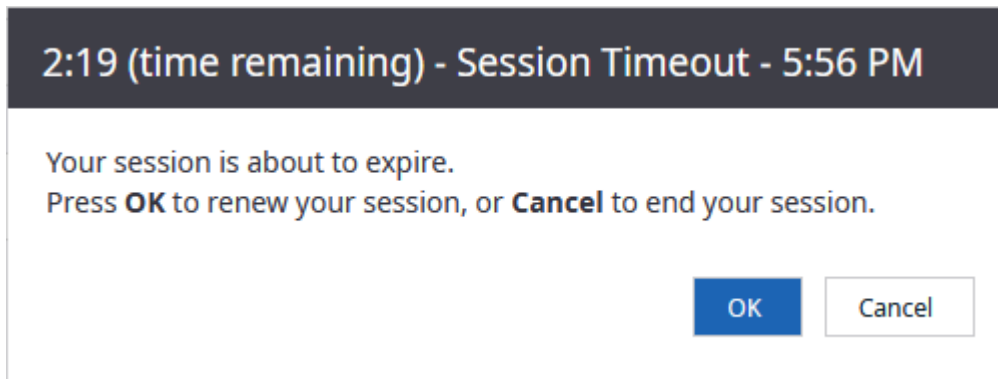 2:19 (time remaining) - Session Timeout - 5:56 PM
Your session is about to expire.
Press OK to renew your session, or Cancel to end your session.
OK
Cancel